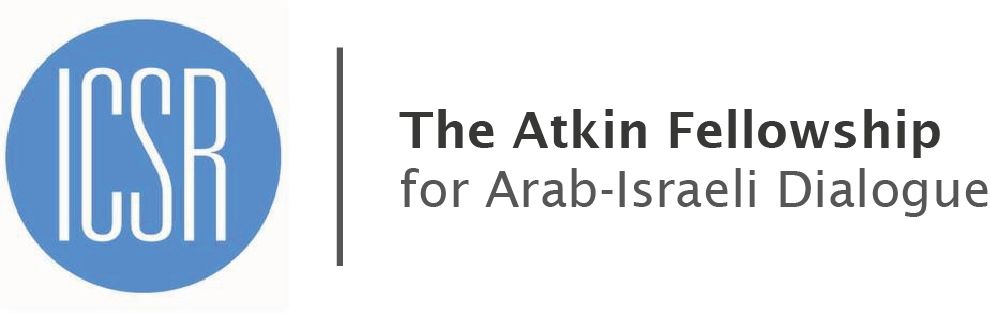 ICSR
The Atkin Fellowship
for Arab-Israeli Dialogue